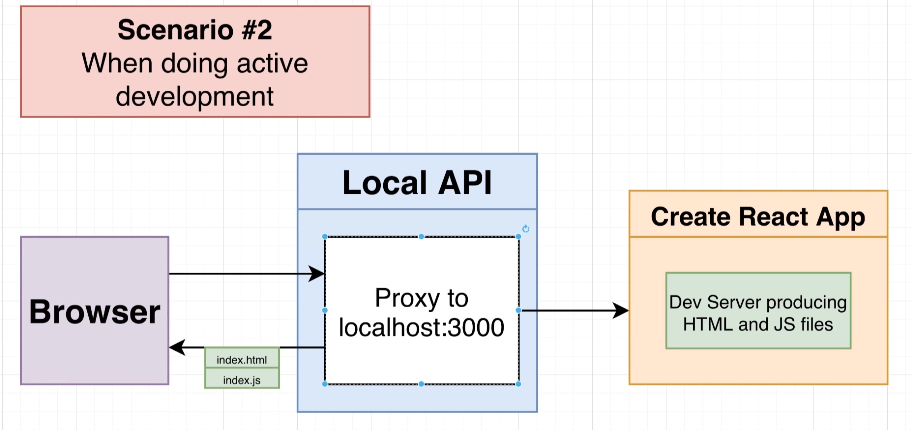 Scenario #2
When doing active
development
Local API
Create React App
Browser
Proxy to
localhost:3000
Dev Server producing
HTML and JS files
index.html
index.js